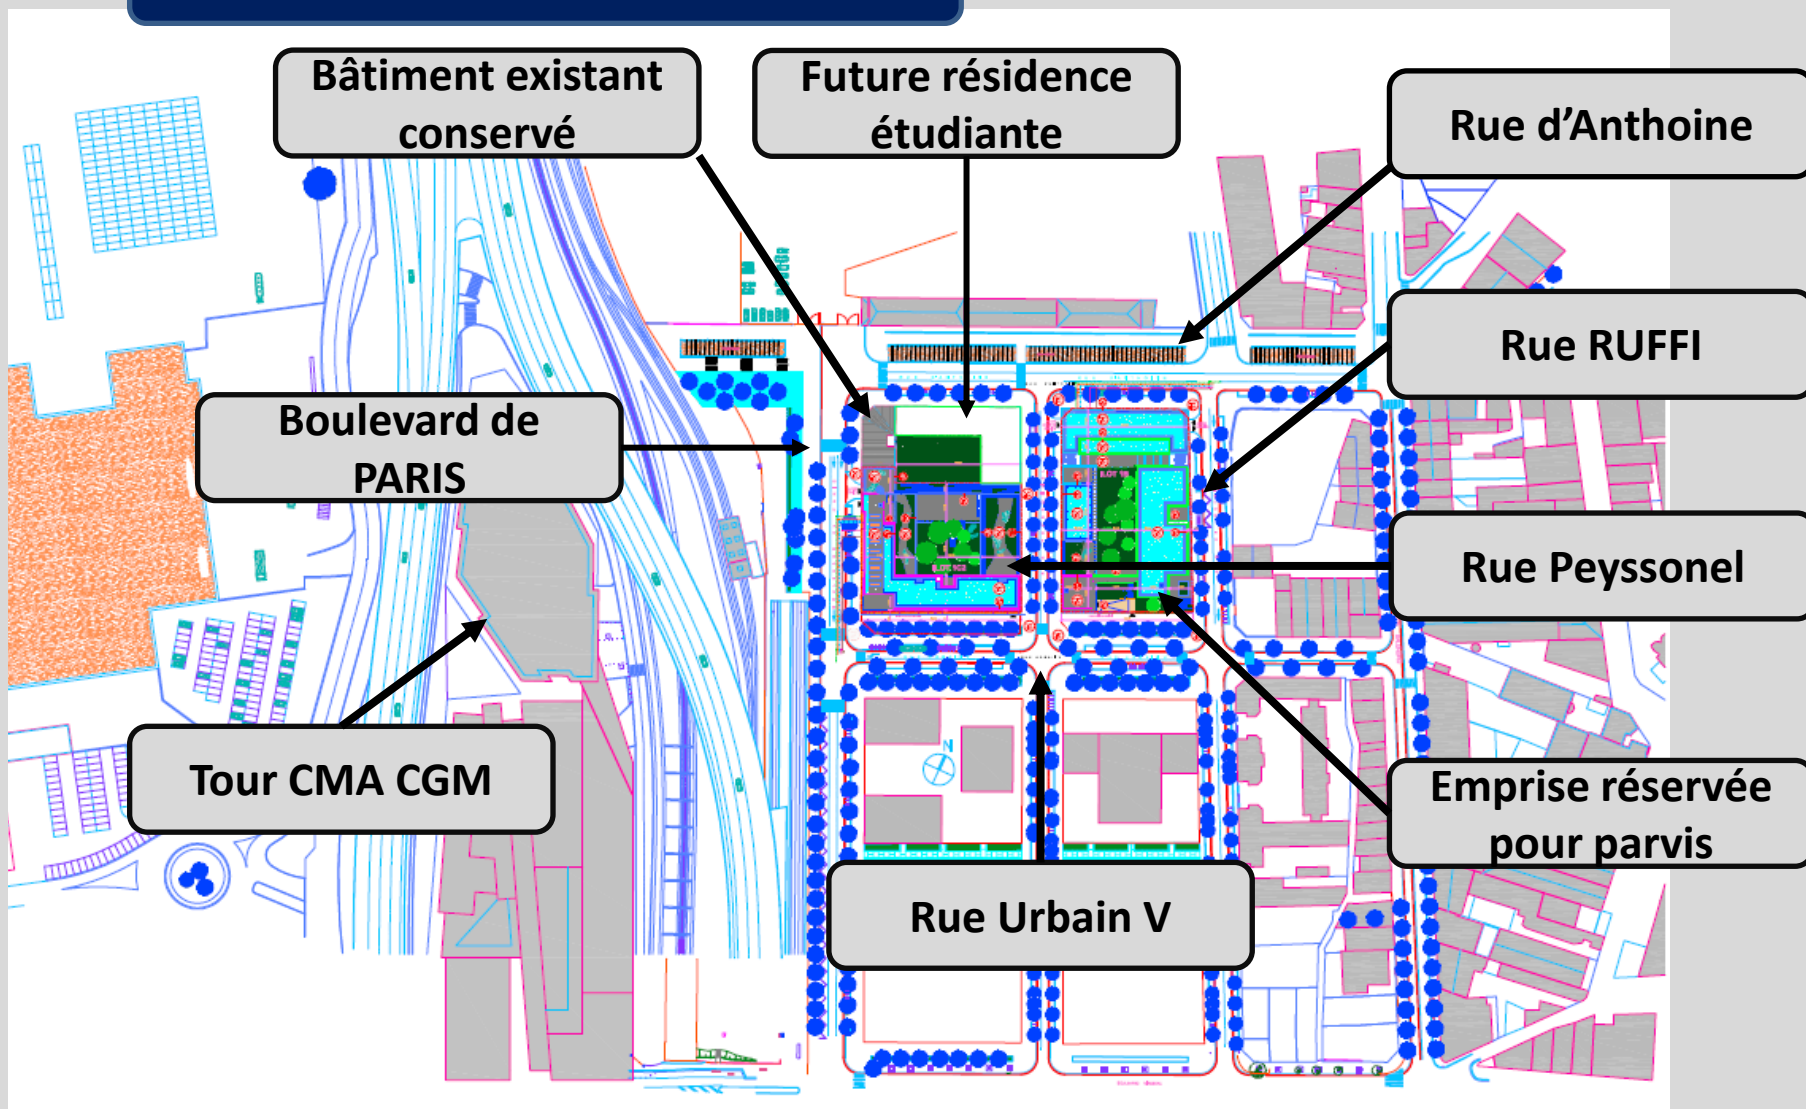 Bâtiment existant
conservé
Future résidence
étudiante
Rue d’Anthoine
Rue RUFFI
Boulevard de
PARIS
Rue Peyssonel
Tour CMA CGM
Emprise réservée
pour parvis
Rue Urbain V
N